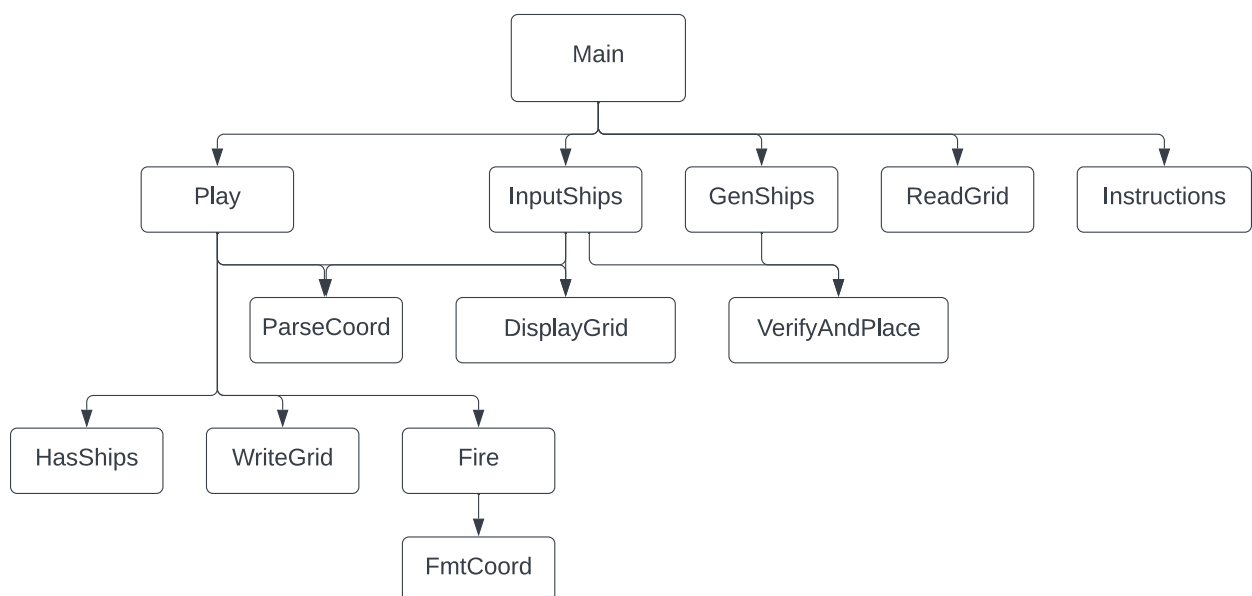 Main
Play
InputShips
GenShips
ReadGrid
Instructions
ParseCoord
DisplayGrid
VerifyAndPlace
HasShips
WriteGrid
Fire
FmtCoord